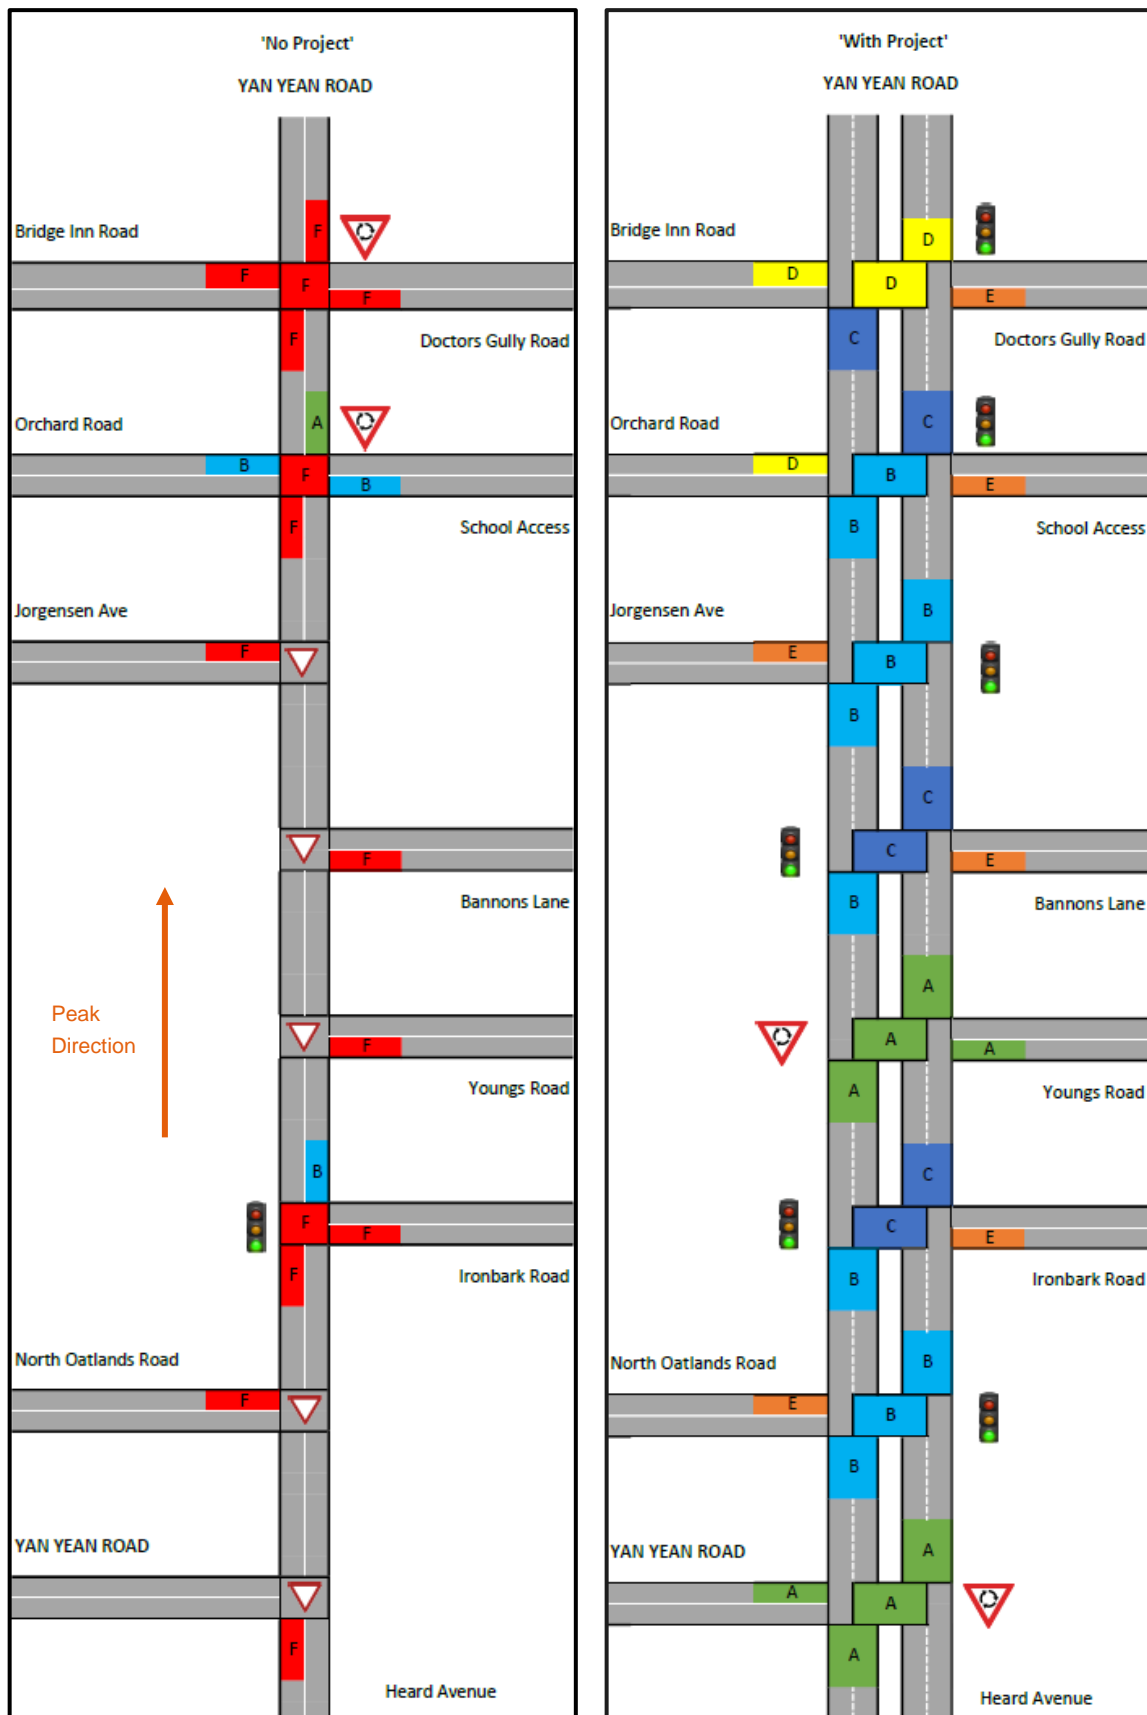 'No Project'
YAN YEAN ROAD
Bridge Inn Road
F
F
F
F
F
Doctors Gully Road
Orchard Road
A
B
F
B
F
School Access
Jorgensen Ave
F
F
Bannons Lane
Peak
Direction
F
Youngs Road
B
F
F
F
Ironbark Road
North Oatlands Road
F
YAN YEAN ROAD
F
Heard Avenue
'With Project'
YAN YEAN ROAD
Bridge Inn Road
D
D
D
E
C
Doctors Gully Road
Orchard Road
C
D
B
E
B
School Access
Jorgensen Ave
B
E
B
B
C
C
E
B
Bannons Lane
A
A
A
A
Youngs Road
C
C
E
B
Ironbark Road
North Oatlands Road
B
E
B
B
YAN YEAN ROAD
A
A
A
A
Heard Avenue